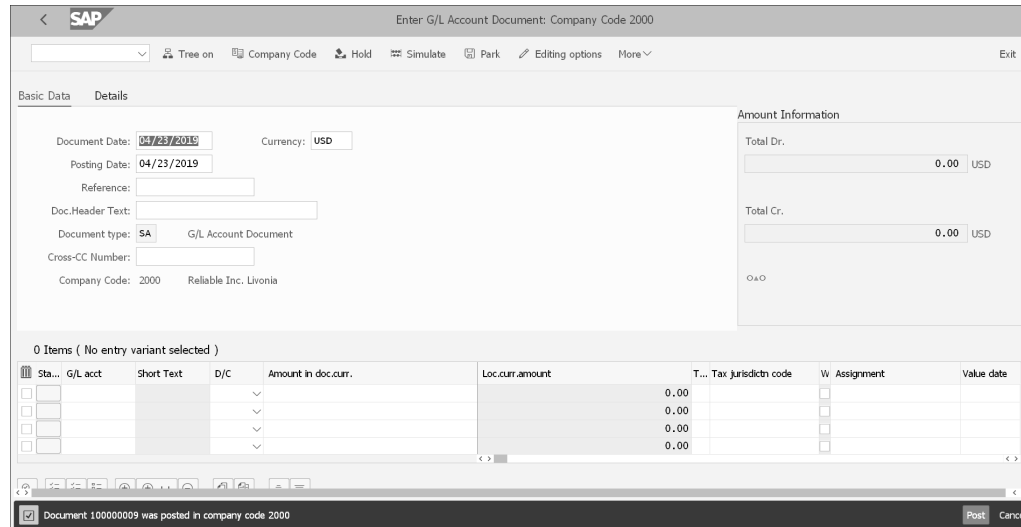 SAP Enter G/L Account Document: Company Code 2000
Tree on Company Code Hold Simulate Park Editing options More Exit
Basic Data Details
Amount Information
Document Date: 04/23/2019 Currency: USD
Total Dr.
Posting Date: 04/23/2019
0.00 USD
Reference:
Doc.Header Text:
Total Cr.
Document type: SA G/L Account Document
0.00 USD
Cross-CC Number:
Company Code: 2000 Reliable Inc. Livonia
0 Items ( No entry variant selected )
Sta... G/L acct Short Text D/C Amount in doc.curr. Loc.curr.amount T... Tax jurisdictn code W Assignment Value date
0.00
0.00
0.00
0.00
Document 100000009 was posted in company code 2000 Post Canc